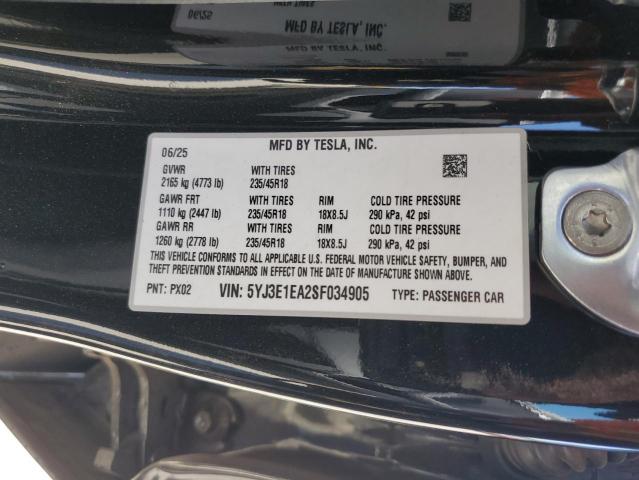 06/25
WITH TIRES
MFD BY TESLA, INC.
MFD BY TESLA, INC.
06/25
GVWR WITH TIRES
2165 kg (4773 lb) 235/45R18
GAWR FRT WITH TIRES RIM COLD TIRE PRESSURE
1110 kg (2447 lb) 235/45R18 18X8.5J 290 kPa, 42 psi
GAWR RR WITH TIRES RIM COLD TIRE PRESSURE
1260 kg (2778 lb) 235/45R18 18X8.5J 290 kPa, 42 psi
THIS VEHICLE CONFORMS TO ALL APPLICABLE U.S. FEDERAL MOTOR VEHICLE SAFETY, BUMPER, AND
THEFT PREVENTION STANDARDS IN EFFECT ON THE DATE OF MANUFACTURE SHOWN ABOVE.
PNT: PX02 VIN: 5YJ3E1EA2SF034905 TYPE: PASSENGER CAR